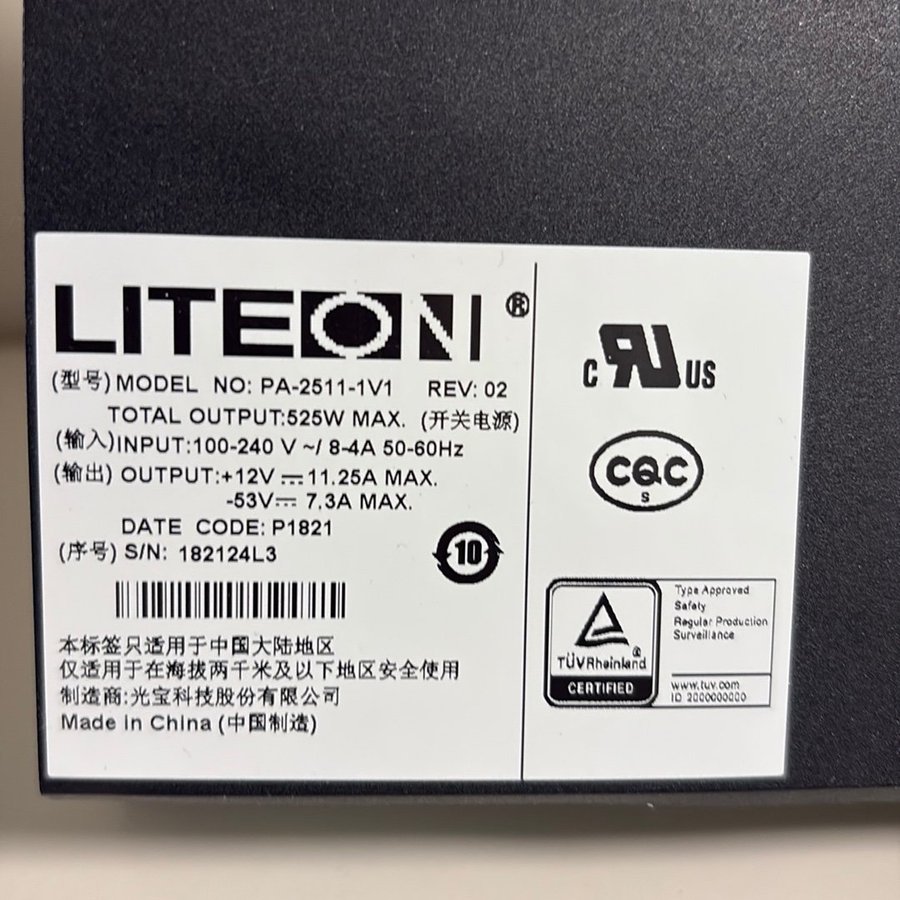 LITEON®
(型号) MODEL NO: PA-2511-1V1 REV: 02
TOTAL OUTPUT:525W MAX. (开关电源)
(输入)INPUT:100-240 V ~/ 8-4A 50-60Hz
(输出) OUTPUT:+12V ⎓ 11.25A MAX.
-53V⎓ 7.3A MAX.
DATE CODE: P1821
(序号) S/N: 182124L3
10
本标签只适用于中国大陆地区
仅适用于在海拔两千米及以下地区安全使用
制造商:光宝科技股份有限公司
Made in China (中国制造)
c RU US
CQC
S
TÜVRheinland®
CERTIFIED
Type Approved
Safety
Regular Production
Surveillance
www.tuv.com
ID 2000000000